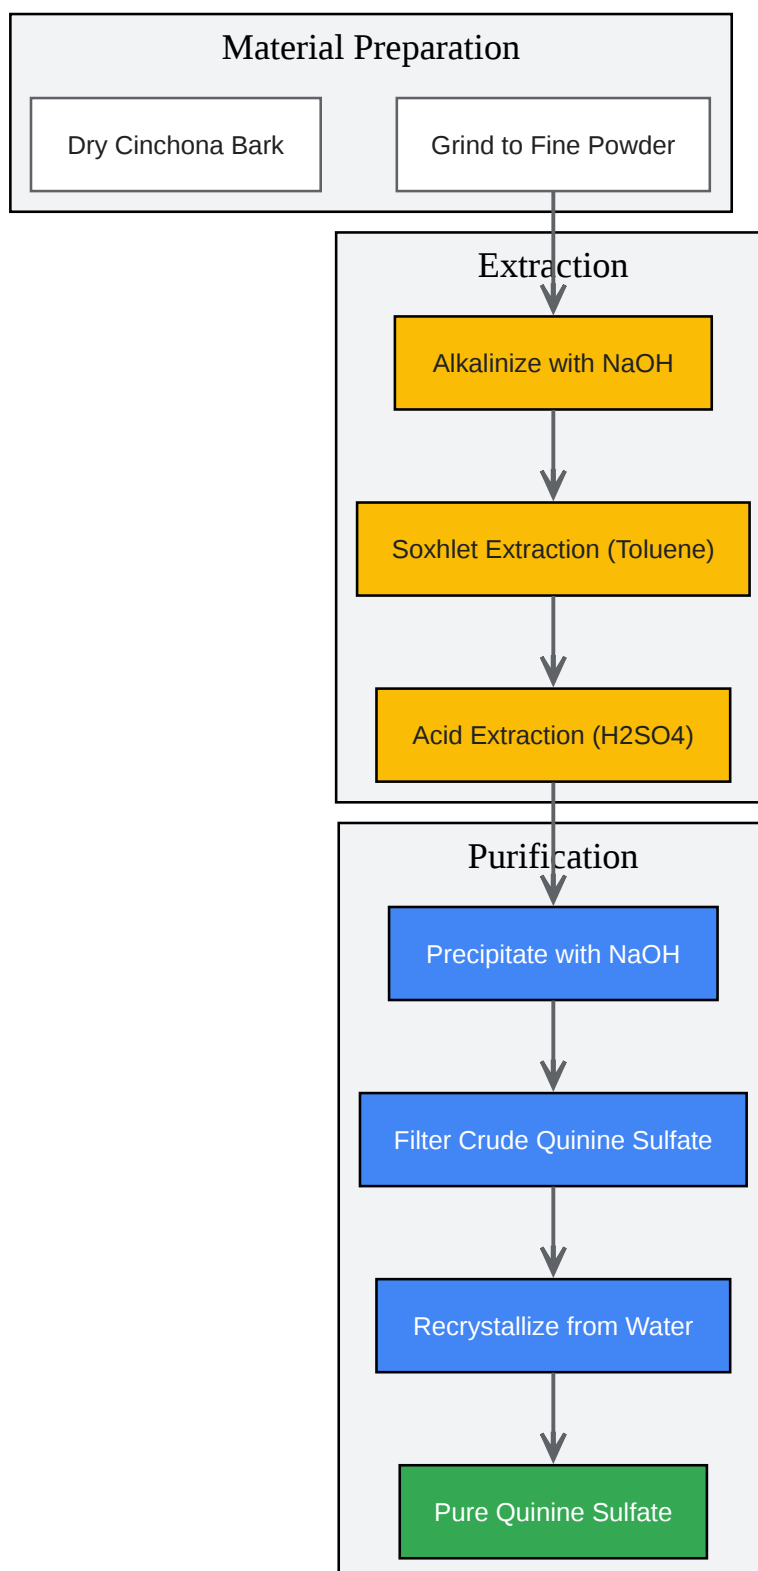 Material Preparation
Dry Cinchona Bark
Grind to Fine Powder
Extraction
Alkalinize with NaOH
Soxhlet Extraction (Toluene)
Acid Extraction (H2SO4)
Purification
Precipitate with NaOH
Filter Crude Quinine Sulfate
Recrystallize from Water
Pure Quinine Sulfate